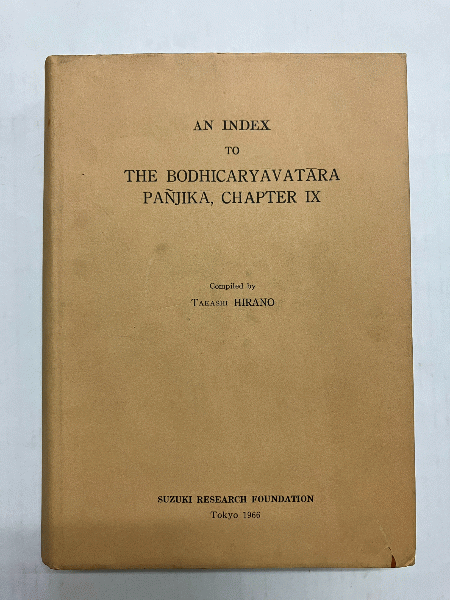 AN INDEX
TO
THE BODHICARYAVATĀRA
PAÑJIKA, CHAPTER IX
Compiled by
TAKASHI HIRANO
SUZUKI RESEARCH FOUNDATION
Tokyo 1966